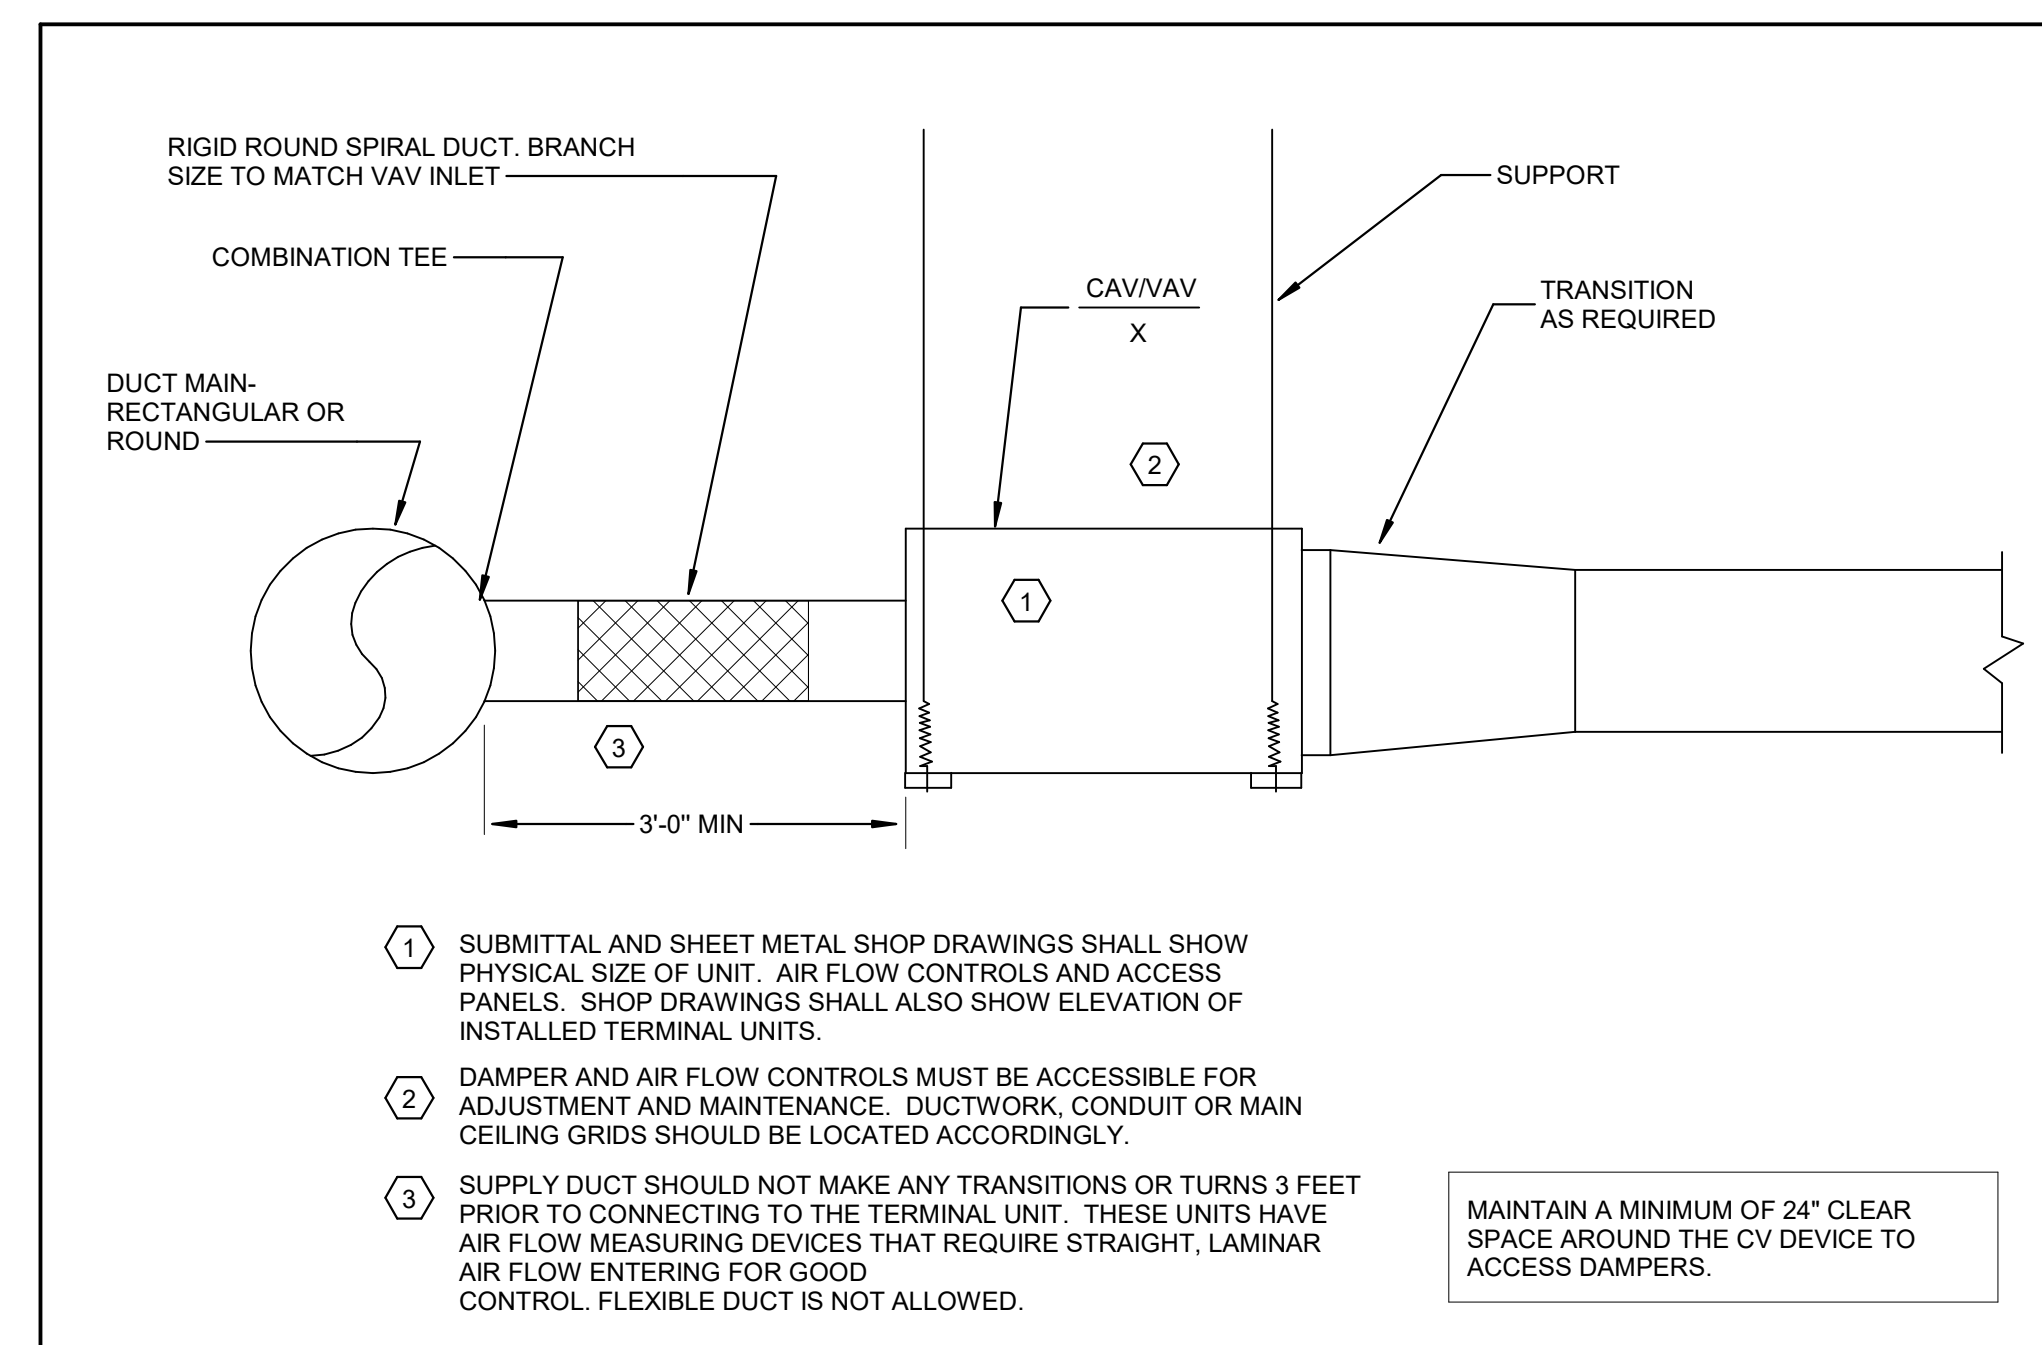 RIGID ROUND SPIRAL DUCT. BRANCH
SIZE TO MATCH VAV INLET
COMBINATION TEE
DUCT MAIN-
RECTANGULAR OR
ROUND
CAV/VAV
X
SUPPORT
TRANSITION
AS REQUIRED
2
1
3
3'-0" MIN
1
SUBMITTAL AND SHEET METAL SHOP DRAWINGS SHALL SHOW
PHYSICAL SIZE OF UNIT. AIR FLOW CONTROLS AND ACCESS
PANELS. SHOP DRAWINGS SHALL ALSO SHOW ELEVATION OF
INSTALLED TERMINAL UNITS.
2
DAMPER AND AIR FLOW CONTROLS MUST BE ACCESSIBLE FOR
ADJUSTMENT AND MAINTENANCE. DUCTWORK, CONDUIT OR MAIN
CEILING GRIDS SHOULD BE LOCATED ACCORDINGLY.
3
SUPPLY DUCT SHOULD NOT MAKE ANY TRANSITIONS OR TURNS 3 FEET
PRIOR TO CONNECTING TO THE TERMINAL UNIT. THESE UNITS HAVE
AIR FLOW MEASURING DEVICES THAT REQUIRE STRAIGHT, LAMINAR
AIR FLOW ENTERING FOR GOOD
CONTROL. FLEXIBLE DUCT IS NOT ALLOWED.
MAINTAIN A MINIMUM OF 24" CLEAR
SPACE AROUND THE CV DEVICE TO
ACCESS DAMPERS.